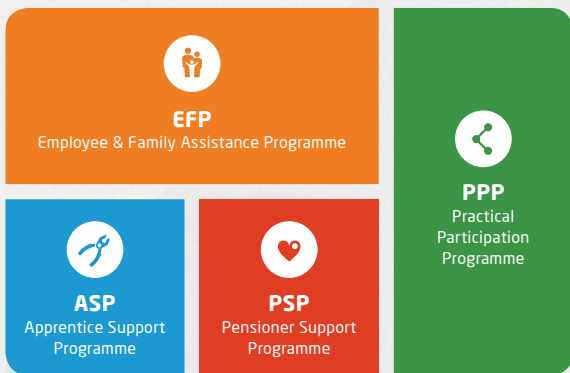 EFP
Employee & Family Assistance Programme
PPP
Practical
Participation
Programme
ASP
Apprentice Support
Programme
PSP
Pensioner Support
Programme